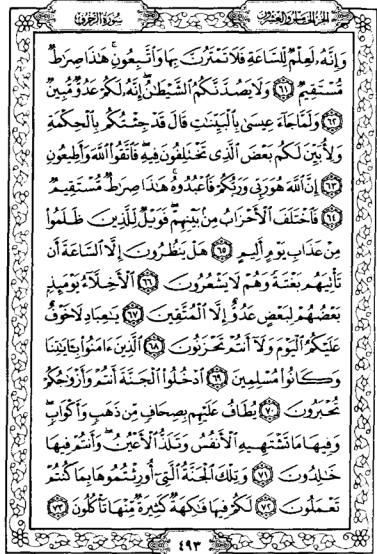 الجزء الخامس والعشرون
سورة الزخرف
وَإِنَّهُۥ لَعِلْمٌ لِّلسَّاعَةِ فَلَا تَمْتَرُنَّ بِهَا وَٱتَّبِعُونِ ۚ هَٰذَا صِرَٰطٌ
مُّسْتَقِيمٌ ﴿٦١﴾ وَلَا يَصُدَّنَّكُمُ ٱلشَّيْطَٰنُ ۖ إِنَّهُۥ لَكُمْ عَدُوٌّ مُّبِينٌ
﴿٦٢﴾ وَلَمَّا جَآءَ عِيسَىٰ بِٱلْبَيِّنَٰتِ قَالَ قَدْ جِئْتُكُم بِٱلْحِكْمَةِ
وَلِأُبَيِّنَ لَكُم بَعْضَ ٱلَّذِى تَخْتَلِفُونَ فِيهِ ۖ فَٱتَّقُوا۟ ٱللَّهَ وَأَطِيعُونِ
﴿٦٣﴾ إِنَّ ٱللَّهَ هُوَ رَبِّى وَرَبُّكُمْ فَٱعْبُدُوهُ ۚ هَٰذَا صِرَٰطٌ مُّسْتَقِيمٌ
﴿٦٤﴾ فَٱخْتَلَفَ ٱلْأَحْزَابُ مِنۢ بَيْنِهِمْ ۖ فَوَيْلٌ لِّلَّذِينَ ظَلَمُوا۟
مِنْ عَذَابِ يَوْمٍ أَلِيمٍ ﴿٦٥﴾ هَلْ يَنظُرُونَ إِلَّا ٱلسَّاعَةَ أَن
تَأْتِيَهُم بَغْتَةً وَهُمْ لَا يَشْعُرُونَ ﴿٦٦﴾ ٱلْأَخِلَّآءُ يَوْمَئِذٍۭ
بَعْضُهُمْ لِبَعْضٍ عَدُوٌّ إِلَّا ٱلْمُتَّقِينَ ﴿٦٧﴾ يَٰعِبَادِ لَا خَوْفٌ
عَلَيْكُمُ ٱلْيَوْمَ وَلَآ أَنتُمْ تَحْزَنُونَ ﴿٦٨﴾ ٱلَّذِينَ ءَامَنُوا۟ بِـَٔايَٰتِنَا
وَكَانُوا۟ مُسْلِمِينَ ﴿٦٩﴾ ٱدْخُلُوا۟ ٱلْجَنَّةَ أَنتُمْ وَأَزْوَٰجُكُمْ
تُحْبَرُونَ ﴿٧٠﴾ يُطَافُ عَلَيْهِم بِصِحَافٍ مِّن ذَهَبٍ وَأَكْوَابٍ ۖ
وَفِيهَا مَا تَشْتَهِيهِ ٱلْأَنفُسُ وَتَلَذُّ ٱلْأَعْيُنُ ۖ وَأَنتُمْ فِيهَا
خَٰلِدُونَ ﴿٧١﴾ وَتِلْكَ ٱلْجَنَّةُ ٱلَّتِىٓ أُورِثْتُمُوهَا بِمَا كُنتُمْ
تَعْمَلُونَ ﴿٧٢﴾ لَكُمْ فِيهَا فَٰكِهَةٌ كَثِيرَةٌ مِّنْهَا تَأْكُلُونَ ﴿٧٣﴾
٤٩٣